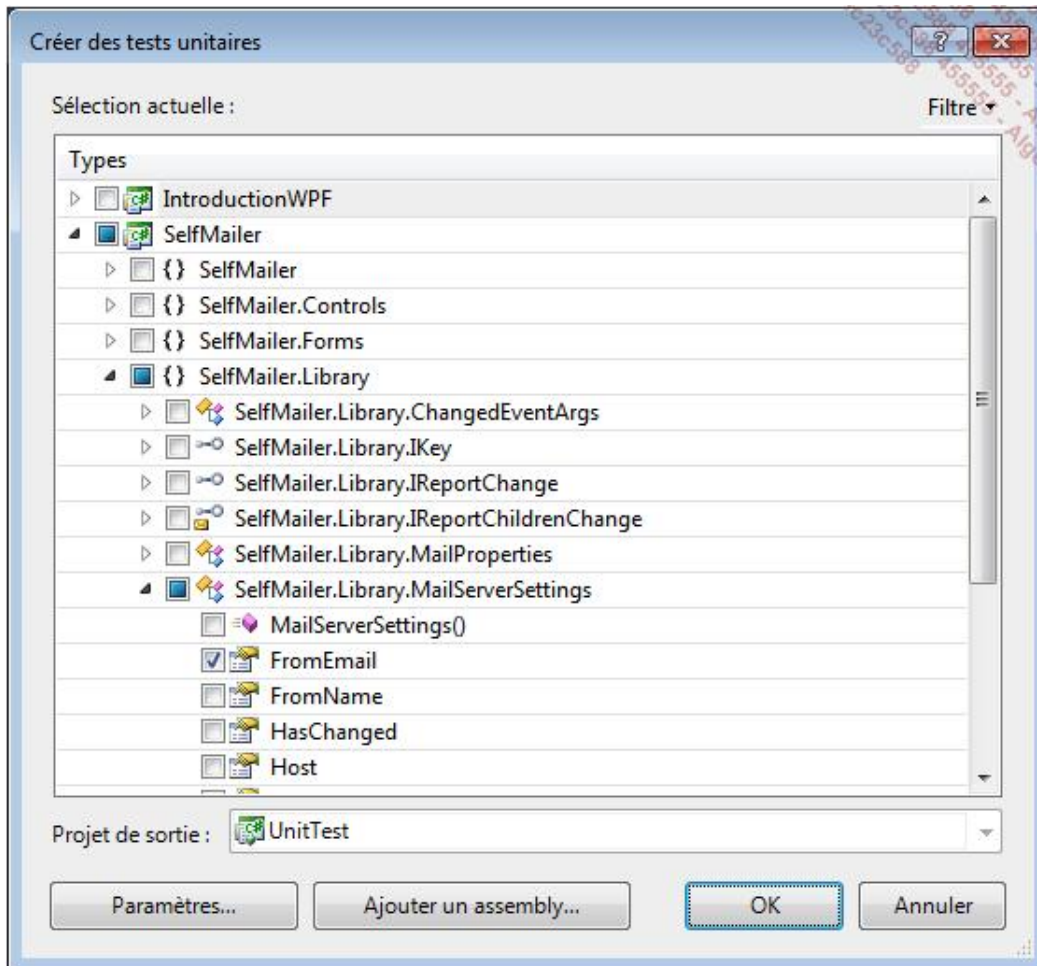 Créer des tests unitaires
Sélection actuelle :
Filtre
Types
IntroductionWPF
SelfMailer
{} SelfMailer
{} SelfMailer.Controls
{} SelfMailer.Forms
{} SelfMailer.Library
SelfMailer.Library.ChangedEventArgs
SelfMailer.Library.IKey
SelfMailer.Library.IReportChange
SelfMailer.Library.IReportChildrenChange
SelfMailer.Library.MailProperties
SelfMailer.Library.MailServerSettings
MailServerSettings()
FromEmail
FromName
HasChanged
Host
Projet de sortie :
UnitTest
Paramètres...
Ajouter un assembly...
OK
Annuler